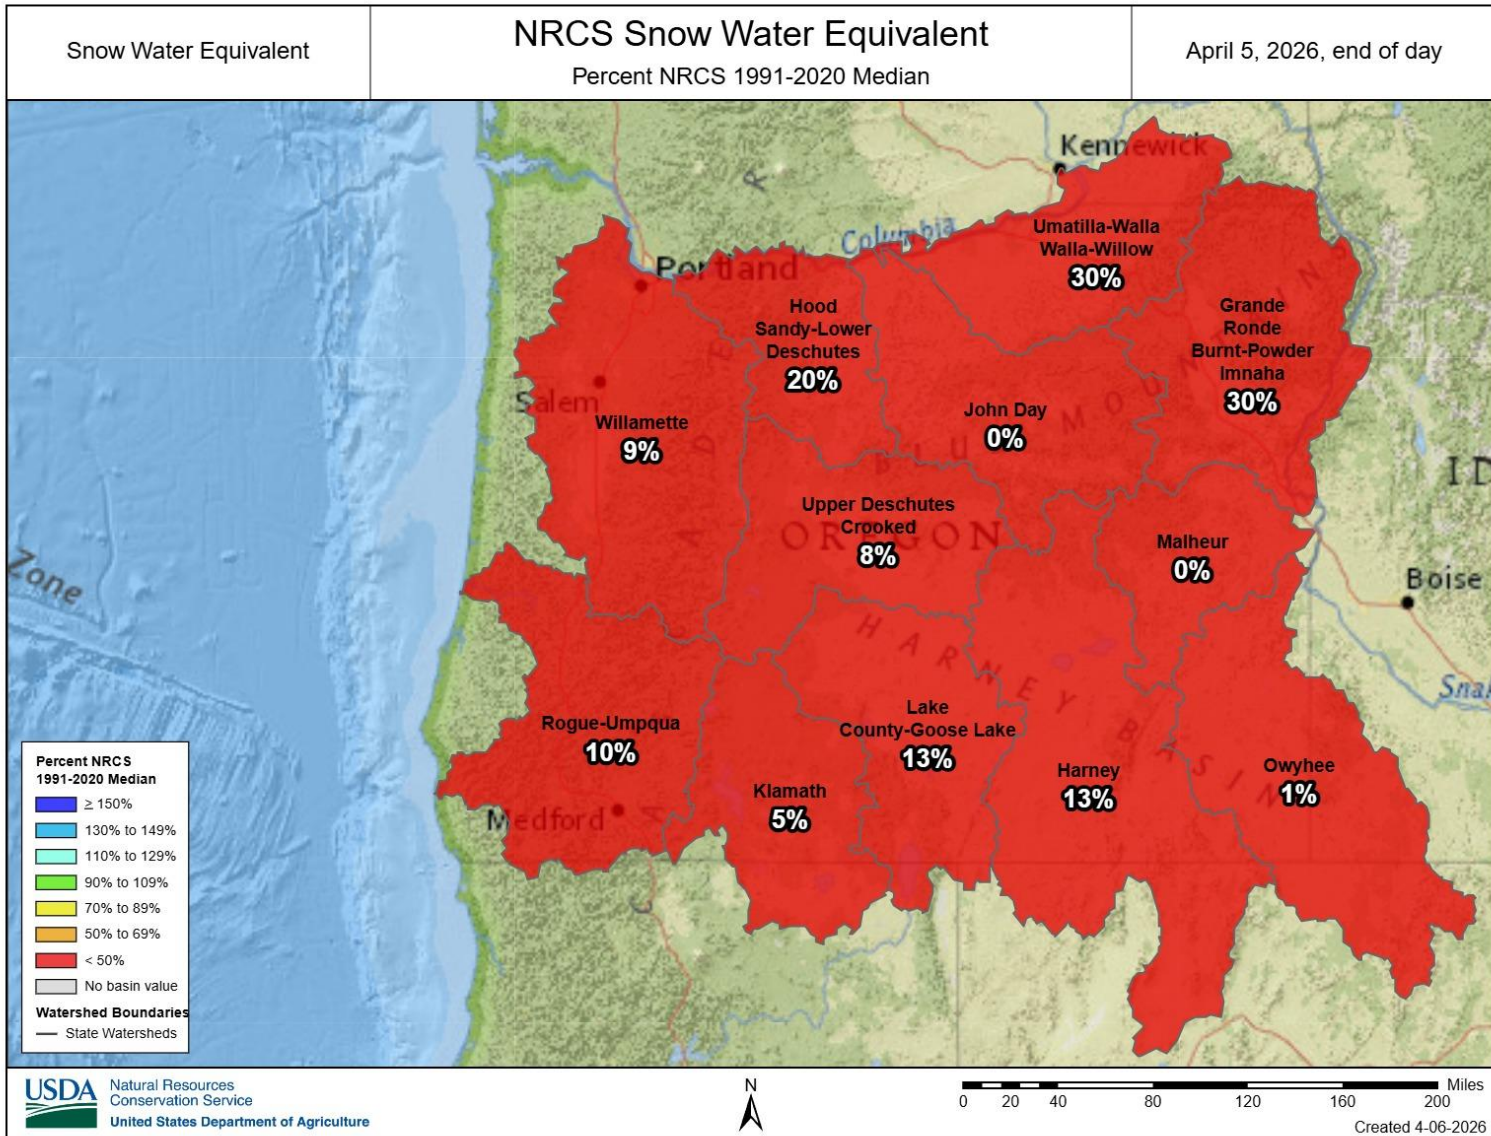 Snow Water Equivalent
NRCS Snow Water Equivalent
Percent NRCS 1991-2020 Median
April 5, 2026, end of day
Kennewick
Columbia
Umatilla-Walla
Walla-Willow
30%
Portland
Hood
Sandy-Lower
Deschutes
20%
Grande
Ronde
Burnt-Powder
Imnaha
30%
Salem
Willamette
9%
John Day
0%
BLUE MOUNTAINS
ID
Upper Deschutes
Crooked
8%
OREGON
Malheur
0%
Zone
Boise
HARNEY BASIN
Snak
Rogue-Umpqua
10%
Lake
County-Goose Lake
13%
Klamath
5%
Harney
13%
Owyhee
1%
Medford
Percent NRCS
1991-2020 Median
≥ 150%
130% to 149%
110% to 129%
90% to 109%
70% to 89%
50% to 69%
< 50%
No basin value
Watershed Boundaries
State Watersheds
USDA
Natural Resources
Conservation Service
United States Department of Agriculture
N
Miles
0 20 40 80 120 160 200
Created 4-06-2026